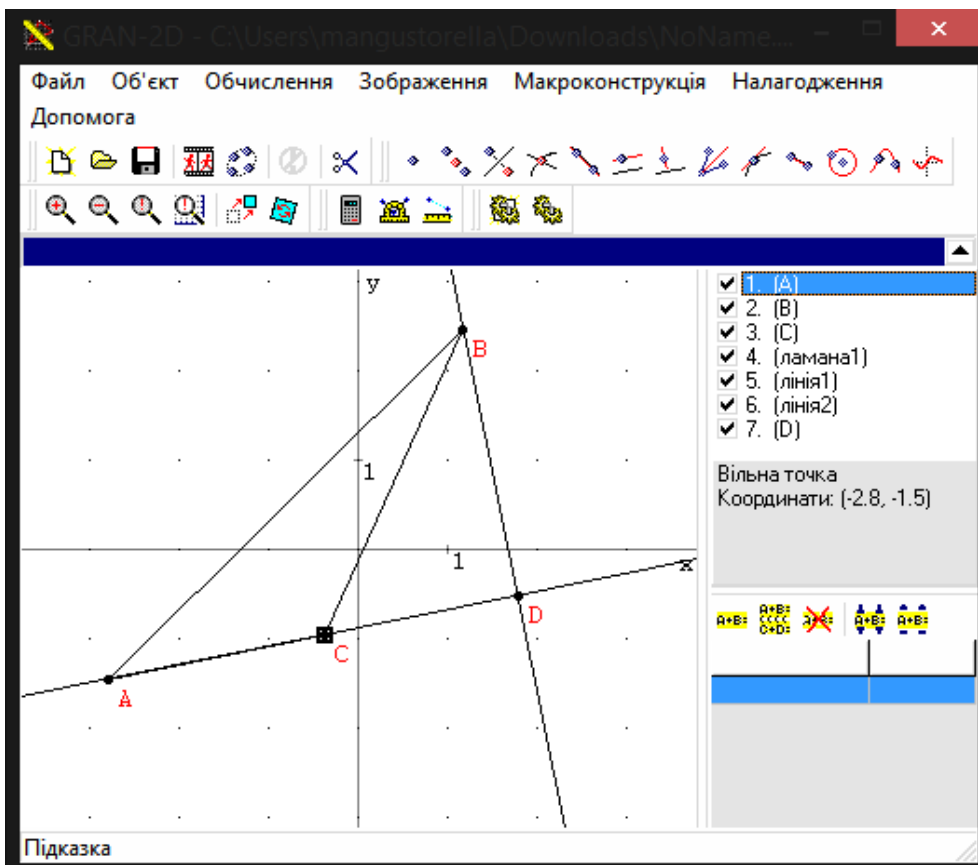 GRAN-2D - C:\Users\mangustorella\Downloads\NoName....
Файл Об'єкт Обчислення Зображення Макроконструкція Налагодження
Допомога
y
B
1
1
x
D
C
A
1. (A)
2. (B)
3. (C)
4. (ламана1)
5. (лінія1)
6. (лінія2)
7. (D)
Вільна точка
Координати: (-2.8, -1.5)
A+B= A+B= A+B= A+B= A+B=
CCCC
C+D=
Підказка